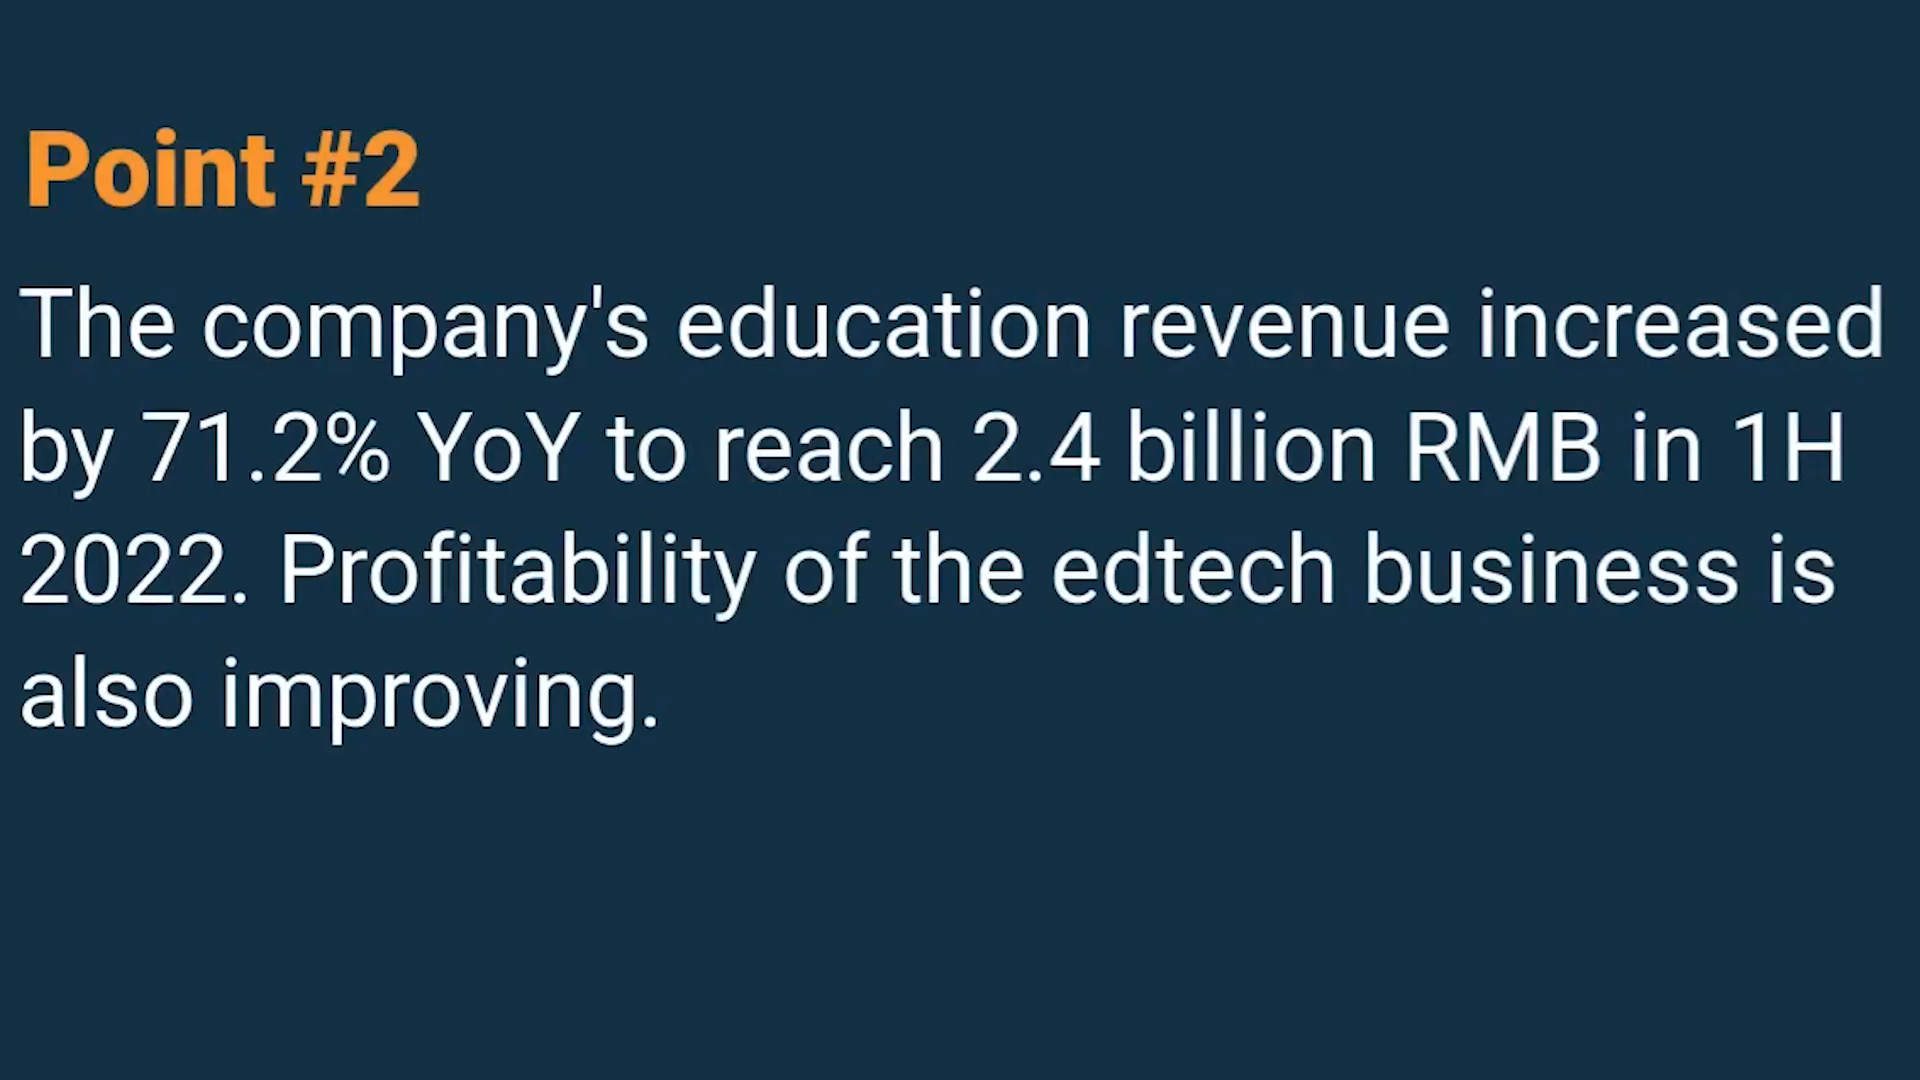 Point #2
The company's education revenue increased
by 71.2% YoY to reach 2.4 billion RMB in 1H
2022. Profitability of the edtech business is
also improving.